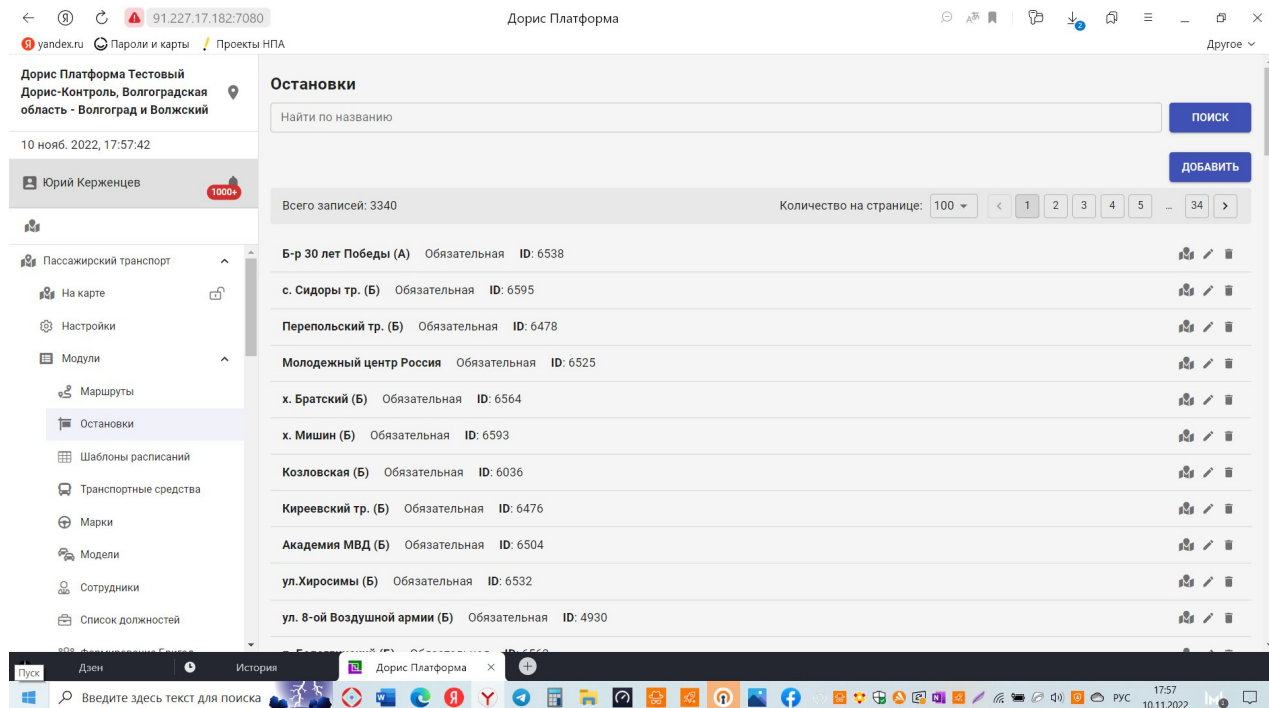 91.227.17.182:7080
Дорис Платформа
2
yandex.ru Пароли и карты Проекты НПА Другое
Дорис Платформа Тестовый
Дорис-Контроль, Волгоградская
область - Волгоград и Волжский
10 нояб. 2022, 17:57:42
Юрий Керженцев
1000+
Пассажирский транспорт
На карте
Настройки
Модули
Маршруты
Остановки
Шаблоны расписаний
Транспортные средства
Марки
Модели
Сотрудники
Список должностей
Остановки
Найти по названию
ПОИСК
ДОБАВИТЬ
Всего записей: 3340 Количество на странице: 100 < 1 2 3 4 5 ... 34 >
Б-р 30 лет Победы (А) Обязательная ID: 6538
с. Сидоры тр. (Б) Обязательная ID: 6595
Перепольский тр. (Б) Обязательная ID: 6478
Молодежный центр Россия Обязательная ID: 6525
х. Братский (Б) Обязательная ID: 6564
х. Мишин (Б) Обязательная ID: 6593
Козловская (Б) Обязательная ID: 6036
Киреевский тр. (Б) Обязательная ID: 6476
Академия МВД (Б) Обязательная ID: 6504
ул.Хиросимы (Б) Обязательная ID: 6532
ул. 8-ой Воздушной армии (Б) Обязательная ID: 4930
Пуск
Дзен История Дорис Платформа
Введите здесь текст для поиска
РУС
17:57
10.11.2022